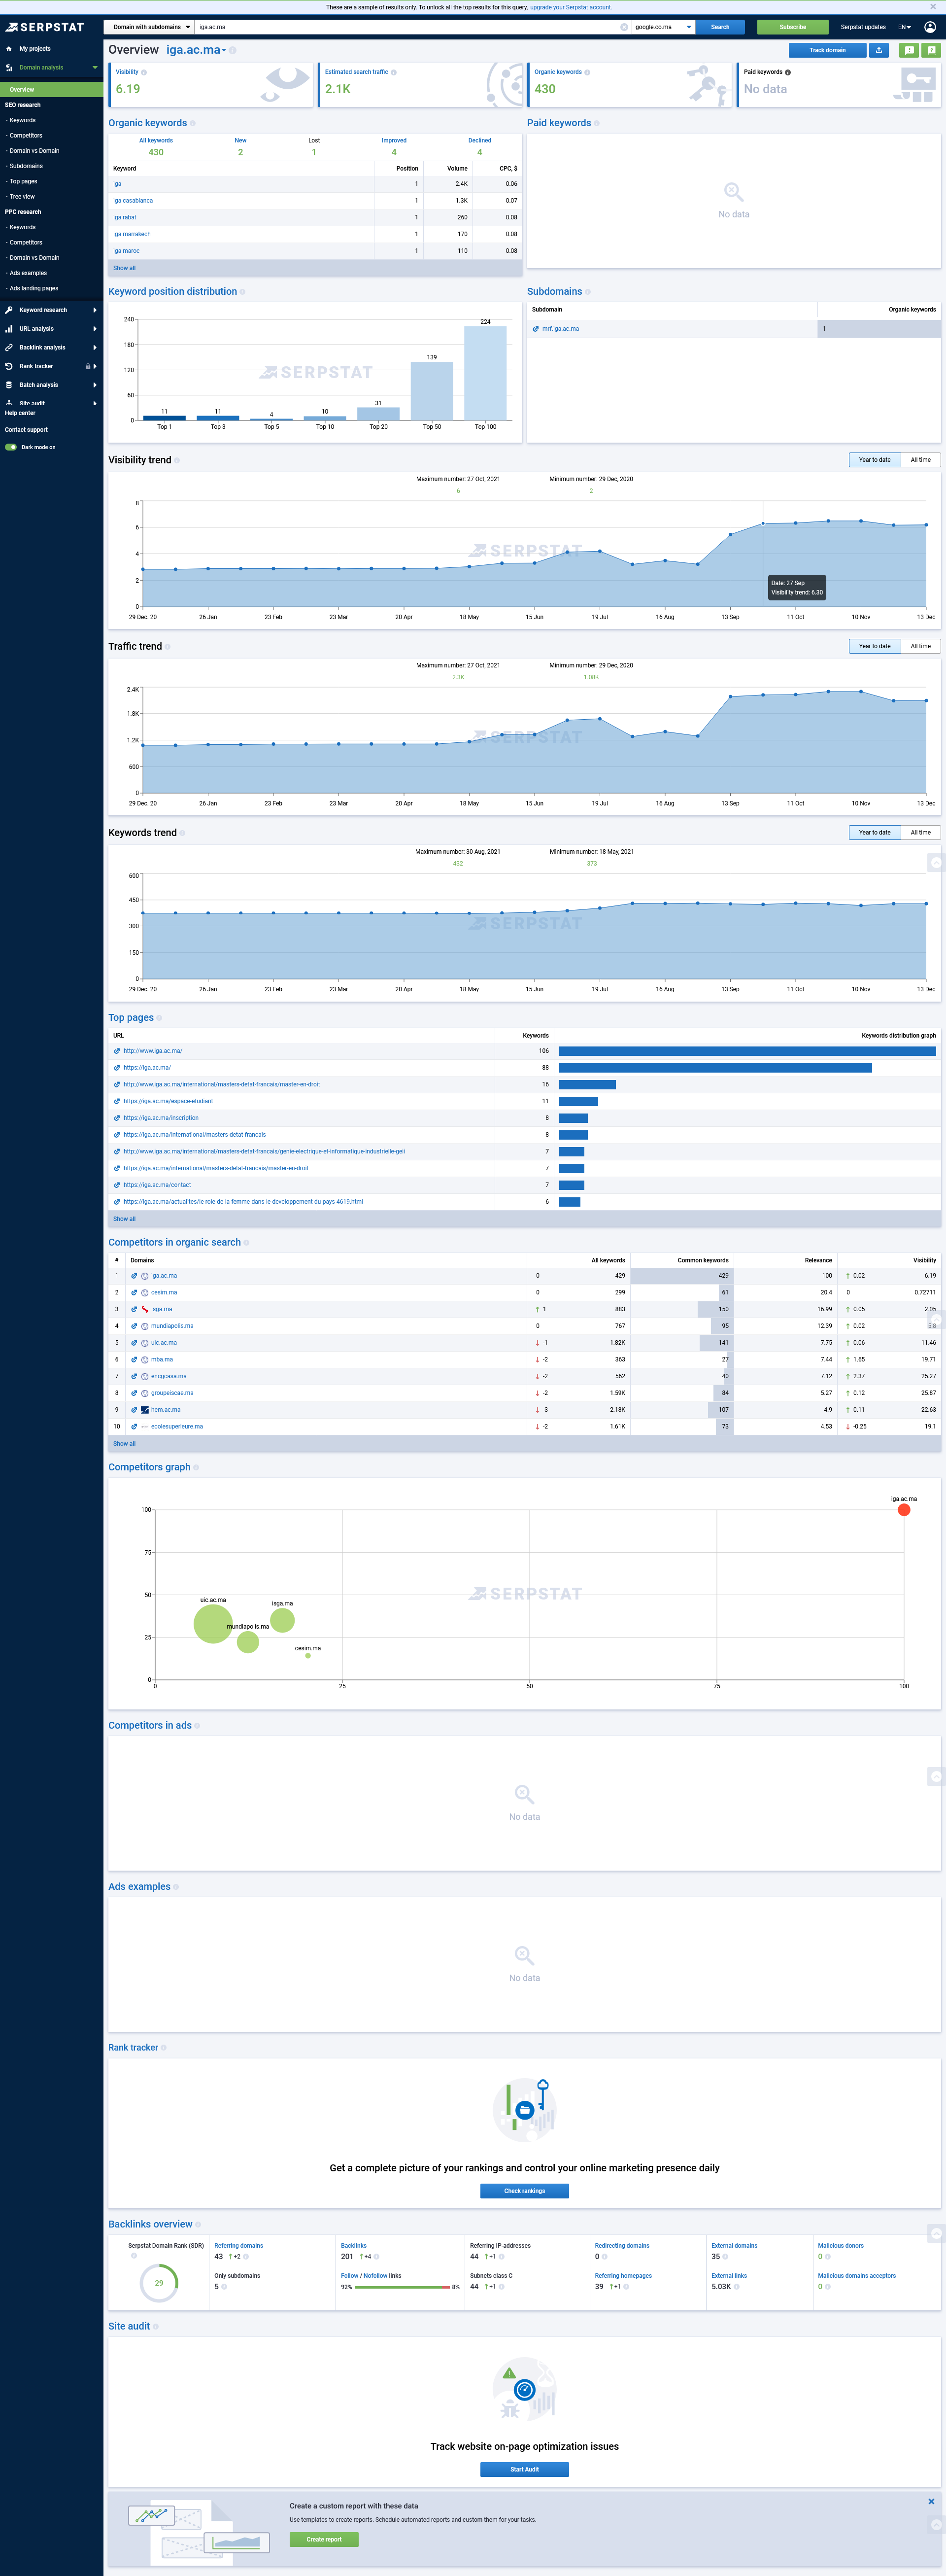 These are a sample of results only. To unlock all the top results for this query, upgrade your Serpstat account.
SERPSTAT
Domain with subdomains
iga.ac.ma
google.co.ma
Search
Subscribe
Serpstat updates
EN
My projects
Domain analysis
Overview
SEO research
- Keywords
- Competitors
- Domain vs Domain
- Subdomains
- Top pages
- Tree view
PPC research
- Keywords
- Competitors
- Domain vs Domain
- Ads examples
- Ads landing pages
Keyword research
URL analysis
Backlink analysis
Rank tracker
Batch analysis
Site audit
Help center
Contact support
Dark mode on
Overview iga.ac.ma
Track domain
Visibility
6.19
Estimated search traffic
2.1K
Organic keywords
430
Paid keywords
No data
Organic keywords
All keywords New Lost Improved Declined
430 2 1 4 4
Keyword Position Volume CPC, $
iga 1 2.4K 0.06
iga casabianca 1 1.3K 0.07
iga rabat 1 260 0.08
iga marrakech 1 170 0.08
iga maroc 1 110 0.08
Show all
Paid keywords
No data
Keyword position distribution
240
180
120
60
0
SERPSTAT
11 11 4 10 31 139 224
Top 1 Top 3 Top 5 Top 10 Top 20 Top 50 Top 100
Subdomains
Subdomain Organic keywords
mrf.iga.ac.ma 1
Visibility trend
Year to date All time
Maximum number: 27 Oct, 2021 Minimum number: 29 Dec, 2020
6 2
8
6
4
2
0
SERPSTAT
Date: 27 Sep
Visibility trend: 6.30
29 Dec. 20 26 Jan 23 Feb 23 Mar 20 Apr 18 May 15 Jun 19 Jul 16 Aug 13 Sep 11 Oct 10 Nov 13 Dec
Traffic trend
Year to date All time
Maximum number: 27 Oct, 2021 Minimum number: 29 Dec, 2020
2.3K 1.08K
2.4K
1.8K
1.2K
600
0
SERPSTAT
29 Dec. 20 26 Jan 23 Feb 23 Mar 20 Apr 18 May 15 Jun 19 Jul 16 Aug 13 Sep 11 Oct 10 Nov 13 Dec
Keywords trend
Year to date All time
Maximum number: 30 Aug, 2021 Minimum number: 18 May, 2021
432 373
600
450
300
150
0
SERPSTAT
29 Dec. 20 26 Jan 23 Feb 23 Mar 20 Apr 18 May 15 Jun 19 Jul 16 Aug 13 Sep 11 Oct 10 Nov 13 Dec
Top pages
URL Keywords Keywords distribution graph
http://www.iga.ac.ma/ 106
https://iga.ac.ma/ 88
http://www.iga.ac.ma/international/masters-detat-francais/master-en-droit 16
https://iga.ac.ma/espace-etudiant 11
https://iga.ac.ma/inscription 8
https://iga.ac.ma/international/masters-detat-francais 8
http://www.iga.ac.ma/international/masters-detat-francais/genie-electrique-et-informatique-industrielle-geii 7
https://iga.ac.ma/international/masters-detat-francais/master-en-droit 7
https://iga.ac.ma/contact 7
https://iga.ac.ma/actualites/le-role-de-la-femme-dans-le-developpement-du-pays-4619.html 6
Show all
Competitors in organic search
# Domains All keywords Common keywords Relevance Visibility
1 iga.ac.ma 0 429 429 100 0.02 6.19
2 cesim.ma 0 299 61 20.4 0 0.72711
3 isga.ma 1 883 150 16.99 0.05 2.05
4 mundiapolis.ma 0 767 95 12.39 0.02 5.8
5 uic.ac.ma -1 1.82K 141 7.75 0.06 11.46
6 mba.ma -2 363 27 7.44 1.65 19.71
7 encgcasa.ma -2 562 40 7.12 2.37 25.27
8 groupeiscae.ma -2 1.59K 84 5.27 0.12 25.87
9 hem.ac.ma -3 2.18K 107 4.9 0.11 22.63
10 ecolesuperieure.ma -2 1.61K 73 4.53 -0.25 19.1
Show all
Competitors graph
iga.ac.ma
100
75
50
25
0
SERPSTAT
uic.ac.ma
isga.ma
mundiapolis.ma
cesim.ma
0 25 50 75 100
Competitors in ads
No data
Ads examples
No data
Rank tracker
Get a complete picture of your rankings and control your online marketing presence daily
Check rankings
Backlinks overview
Serpstat Domain Rank (SDR)
29
Referring domains
43 +2
Only subdomains
5
Backlinks
201 +4
Follow / Nofollow links
92% 8%
Referring IP-addresses
44 +1
Subnets class C
44 +1
Redirecting domains
0
Referring homepages
39 +1
External domains
35
External links
5.03K
Malicious donors
0
Malicious domains acceptors
0
Site audit
Track website on-page optimization issues
Start Audit
Create a custom report with these data
Use templates to create reports. Schedule automated reports and custom them for your tasks.
Create report